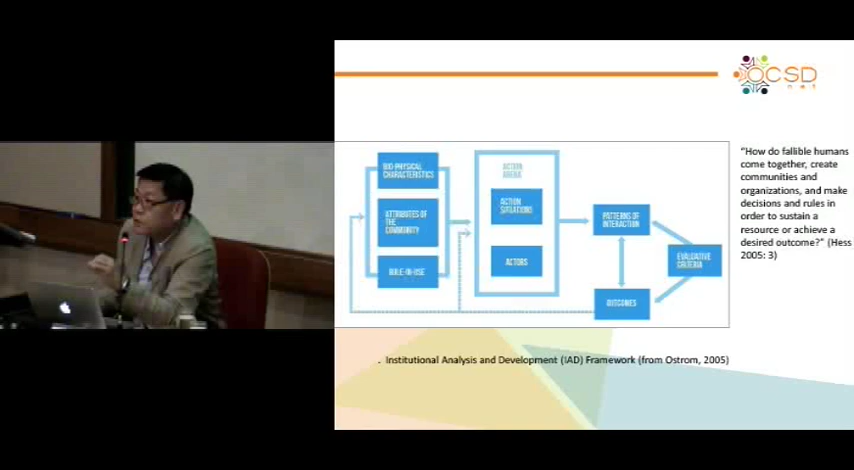 OCSD
net
BIO-PHYSICAL
CHARACTERISTICS
ATTRIBUTES OF
THE
COMMUNITY
RULE-IN-USE
ACTION
ARENA
ACTION
SITUATIONS
ACTORS
PATTERNS OF
INTERACTION
OUTCOMES
EVALUATIVE
CRITERIA
“How do fallible humans
come together, create
communities and
organizations, and make
decisions and rules in
order to sustain a
resource or achieve a
desired outcome?” (Hess
2005: 3)
. Institutional Analysis and Development (IAD) Framework (from Ostrom, 2005)